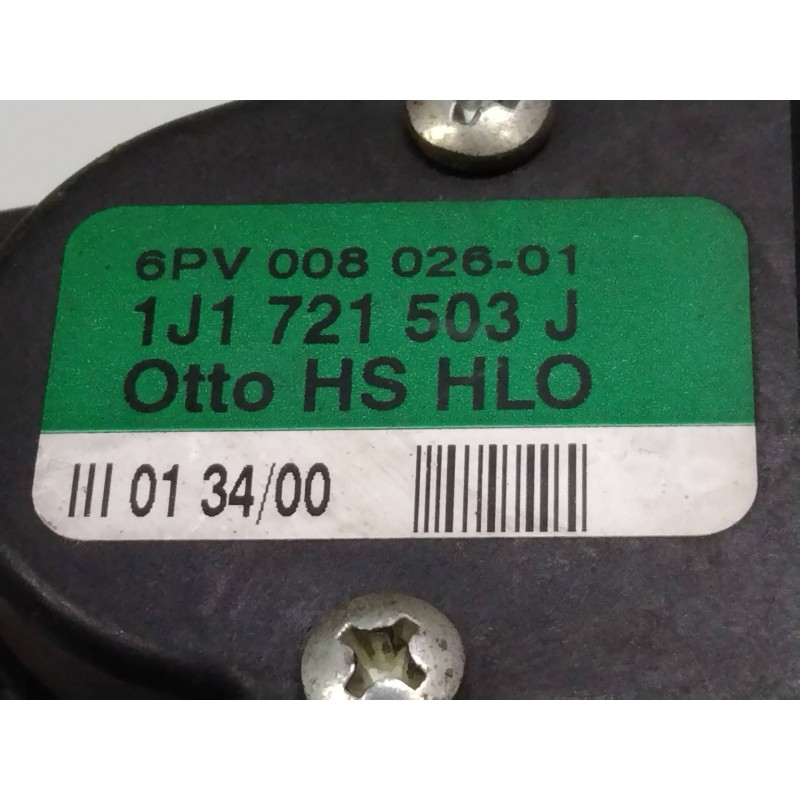 6PV 008 026-01
1J1 721 503 J
Otto HS HLO
III 01 34/00